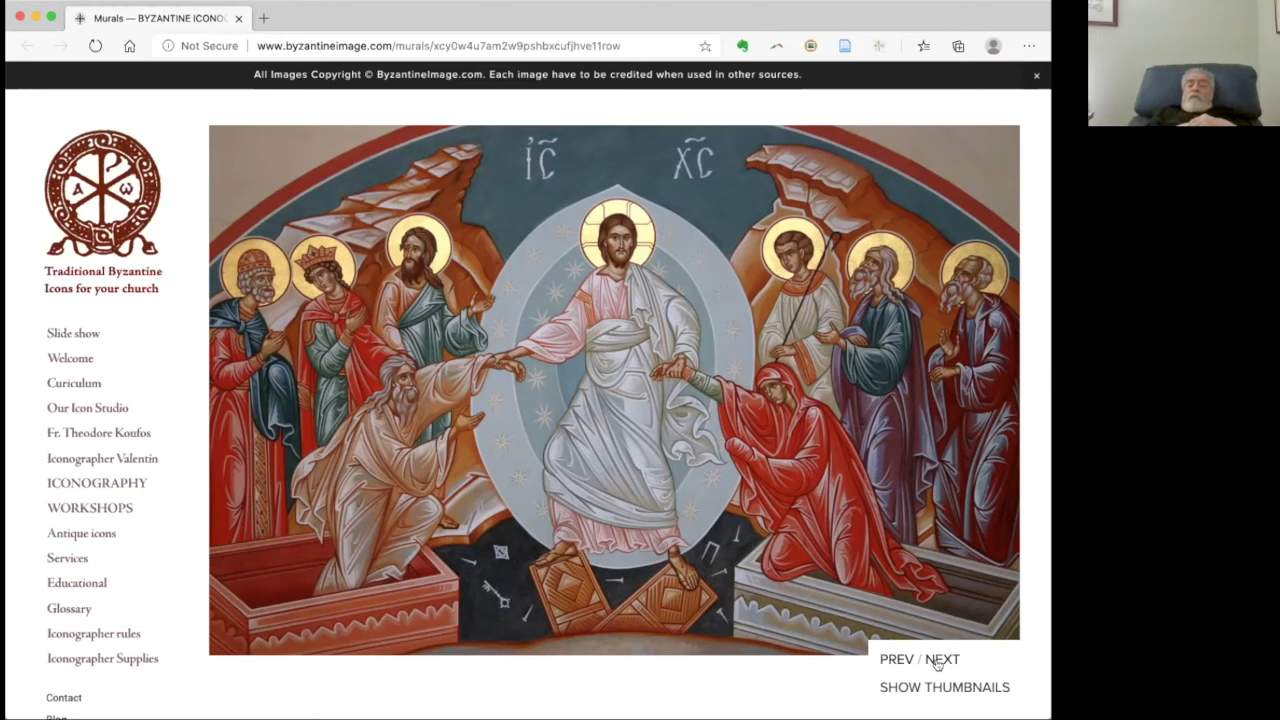 Murals — BYZANTINE ICONO
Not Secure
www.byzantineimage.com/murals/xcy0w4u7am2w9pshbxcufjhve11row
All Images Copyright © ByzantineImage.com. Each image have to be credited when used in other sources.
Α Ρ Ω
Traditional Byzantine
Icons for your church
Slide show
Welcome
Curiculum
Our Icon Studio
Fr. Theodore Koufos
Iconographer Valentin
ICONOGRAPHY
WORKSHOPS
Antique icons
Services
Educational
Glossary
Iconographer rules
Iconographer Supplies
Contact
Blog
ΙC ΧC
PREV / NEXT
SHOW THUMBNAILS